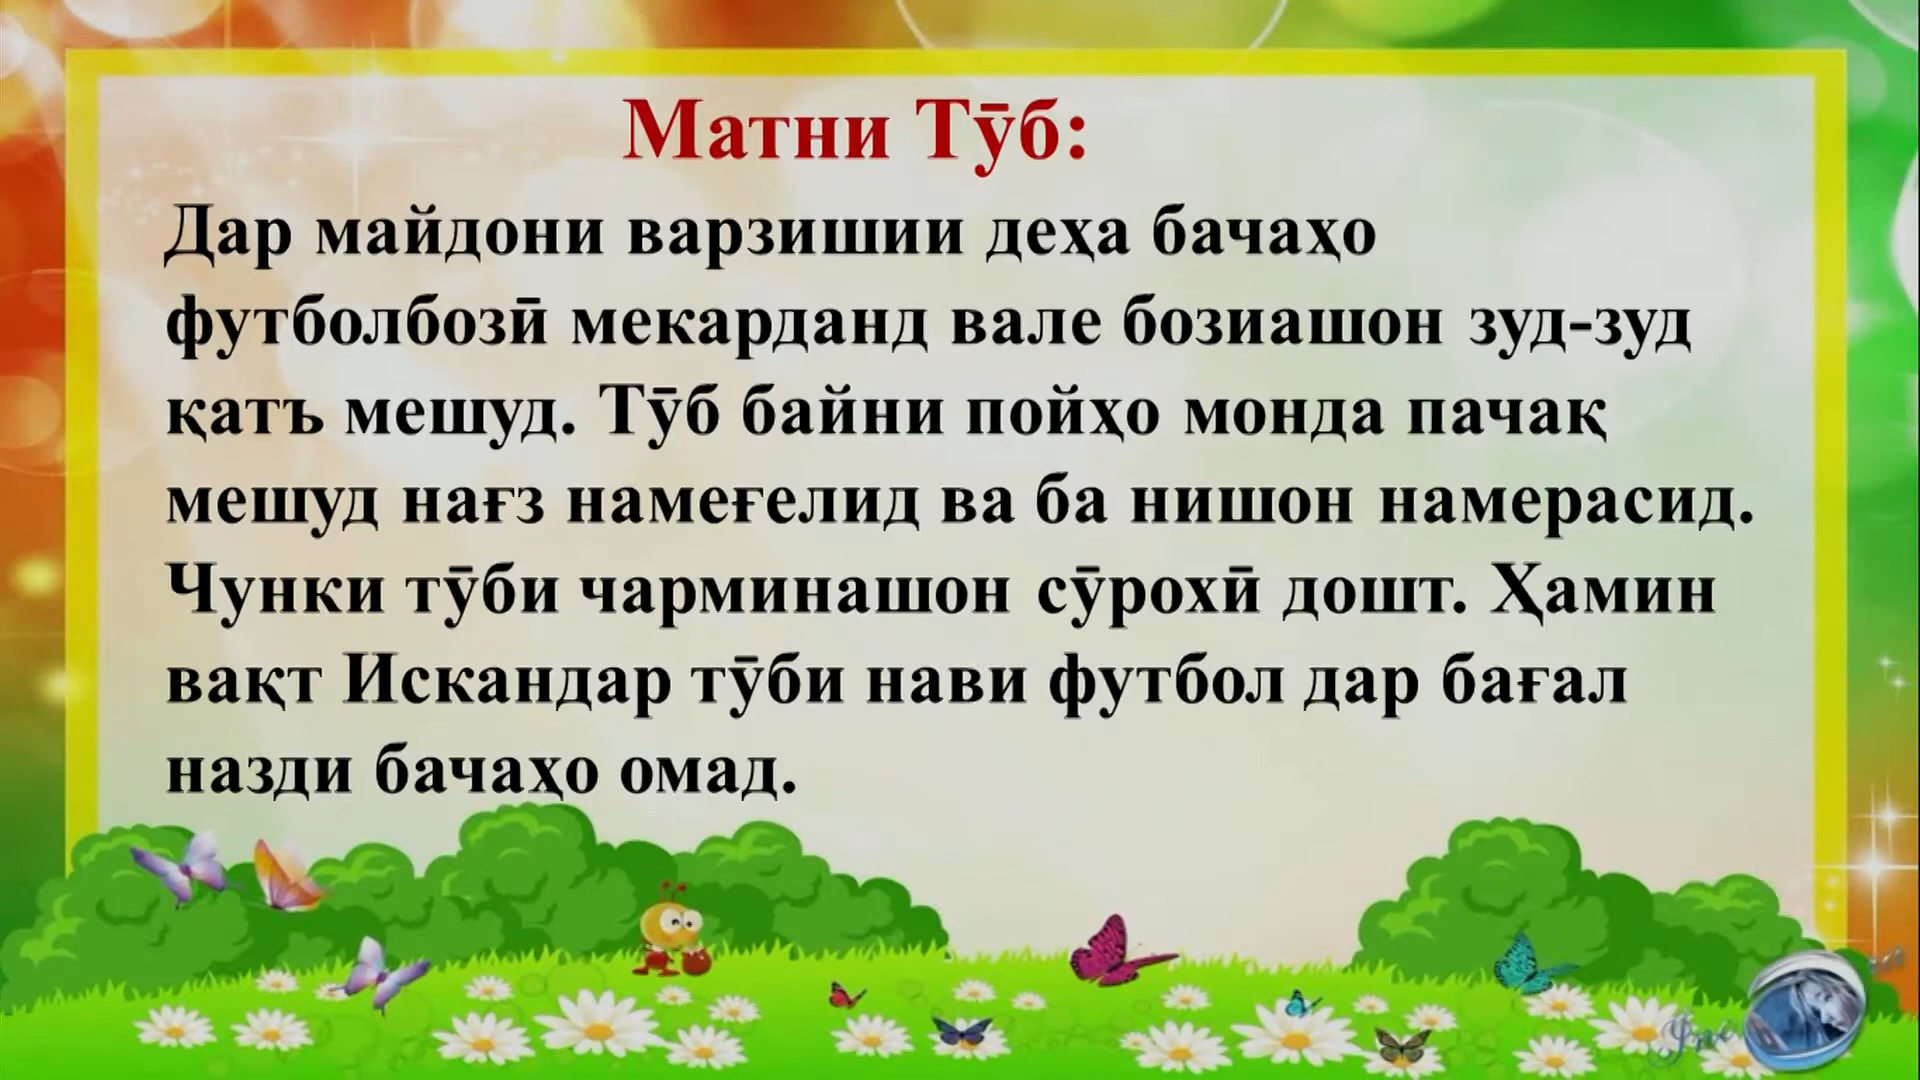 Матни Тӯб:
Дар майдони варзишии деҳа бачаҳо
футболбозӣ мекарданд вале бозиашон зуд-зуд
қатъ мешуд. Тӯб байни пойҳо монда пачақ
мешуд нағз намеғелид ва ба нишон намерасид.
Чунки тӯби чарминашон сӯрохӣ дошт. Ҳамин
вақт Искандар тӯби нави футбол дар бағал
назди бачаҳо омад.